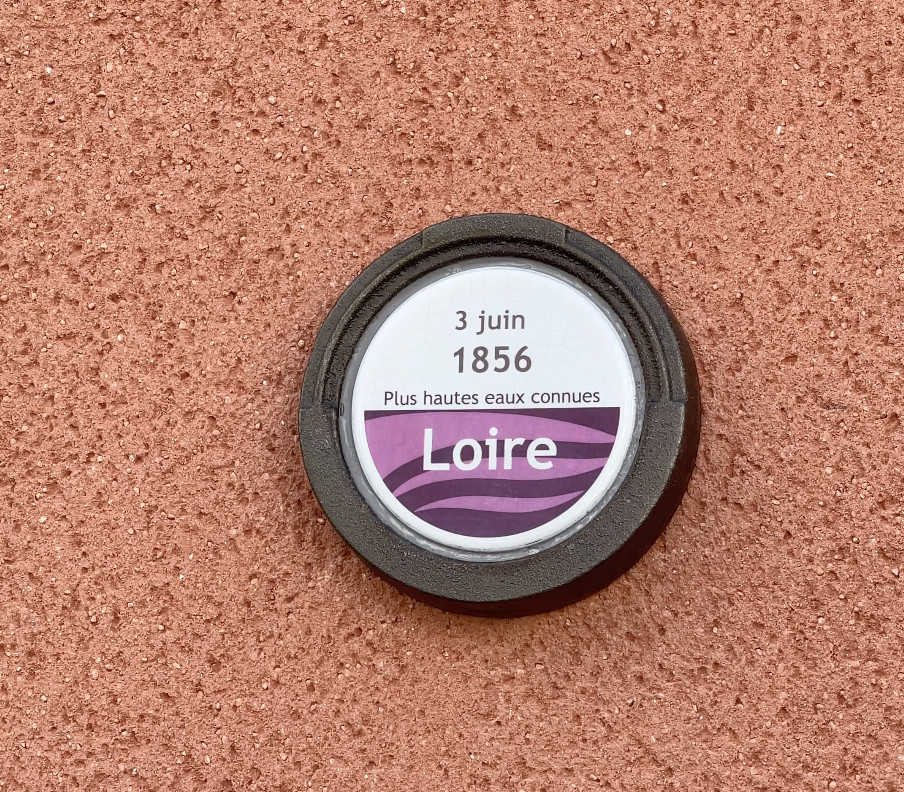 3 juin
1856
Plus hautes eaux connues
Loire